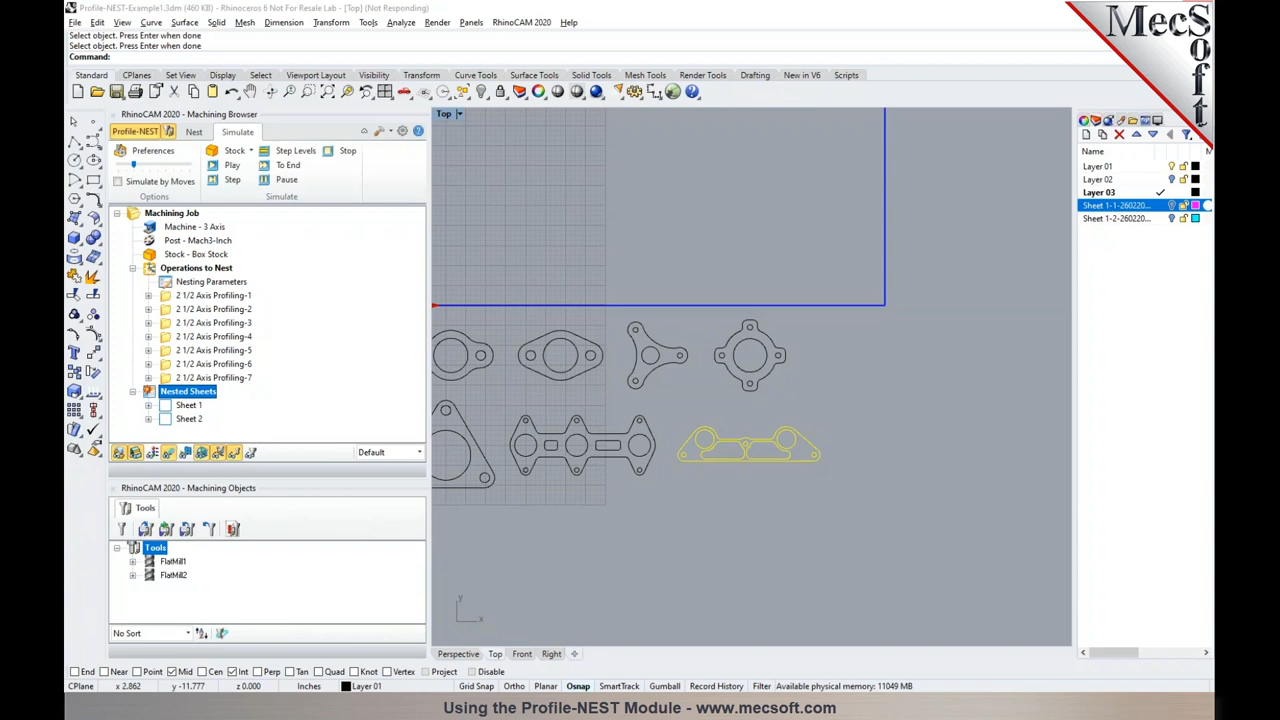 Profile-NEST-Example1.3dm (460 KB) - Rhinoceros 6 Not For Resale Lab - [Top] (Not Responding)
File Edit View Curve Surface Solid Mesh Dimension Transform Tools Analyze Render Panels RhinoCAM 2020 Help
Select object. Press Enter when done
Select object. Press Enter when done
Command:
Standard CPlanes Set View Display Select Viewport Layout Visibility Transform Curve Tools Surface Tools Solid Tools Mesh Tools Render Tools Drafting New in V6 Scripts
MecSoft
RhinoCAM 2020 - Machining Browser
Profile-NEST Nest Simulate
Preferences Stock Step Levels Stop
Play To End
Simulate by Moves Step Pause
Options Simulate
Machining Job
Machine - 3 Axis
Post - Mach3-Inch
Stock - Box Stock
Operations to Nest
Nesting Parameters
2 1/2 Axis Profiling-1
2 1/2 Axis Profiling-2
2 1/2 Axis Profiling-3
2 1/2 Axis Profiling-4
2 1/2 Axis Profiling-5
2 1/2 Axis Profiling-6
2 1/2 Axis Profiling-7
Nested Sheets
Sheet 1
Sheet 2
Default
RhinoCAM 2020 - Machining Objects
Tools
Tools
FlatMill1
FlatMill2
No Sort
Top
y
x
Name M
Layer 01
Layer 02
Layer 03
Sheet 1-1-260220...
Sheet 1-2-260220...
Perspective Top Front Right
End Near Point Mid Cen Int Perp Tan Quad Knot Vertex Project Disable
CPlane x 2.862 y -11.777 z 0.000 Inches Layer 01 Grid Snap Ortho Planar Osnap SmartTrack Gumball Record History Filter Available physical memory: 11049 MB
Using the Profile-NEST Module - www.mecsoft.com